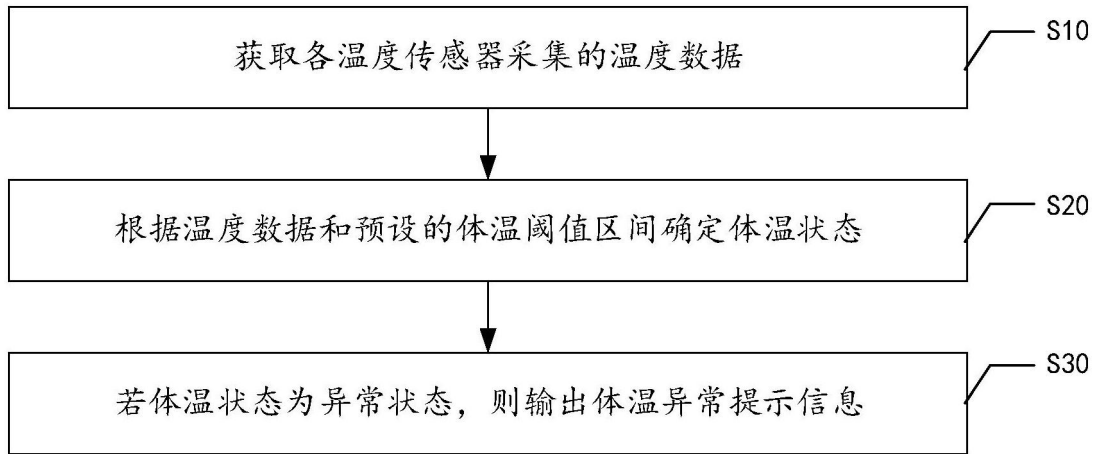 获取各温度传感器采集的温度数据
S10
根据温度数据和预设的体温阈值区间确定体温状态
S20
若体温状态为异常状态，则输出体温异常提示信息
S30